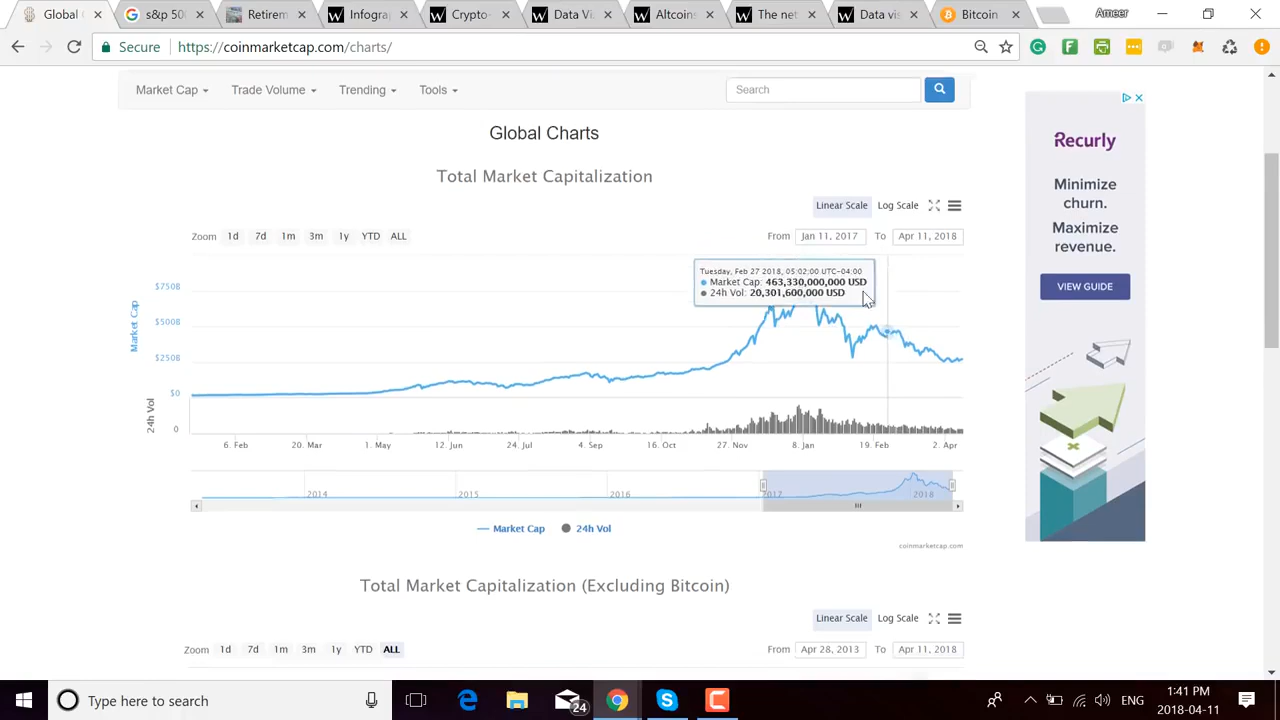 Global (
s&p 500
Retirem
Infograp
Crypto-
Data Vi
Altcoins
The net
Data vis
Bitcoin
Ameer
Secure
https://coinmarketcap.com/charts/
Market Cap
Trade Volume
Trending
Tools
Search
Global Charts
Total Market Capitalization
Linear Scale
Log Scale
Zoom 1d 7d 1m 3m 1y YTD ALL
From Jan 11, 2017 To Apr 11, 2018
Tuesday, Feb 27 2018, 05:02:00 UTC-04:00
Market Cap: 463,330,000,000 USD
24h Vol: 20,301,600,000 USD
Market Cap
$750B
$500B
$250B
$0
24h Vol
0
6. Feb 20. Mar 1. May 12. Jun 24. Jul 4. Sep 16. Oct 27. Nov 8. Jan 19. Feb 2. Apr
2014 2015 2016 2017 2018
Market Cap 24h Vol
coinmarketcap.com
Total Market Capitalization (Excluding Bitcoin)
Linear Scale
Log Scale
Zoom 1d 7d 1m 3m 1y YTD ALL
From Apr 28, 2013 To Apr 11, 2018
Recurly
Minimize
churn.
Maximize
revenue.
VIEW GUIDE
Type here to search
24
ENG
1:41 PM
2018-04-11